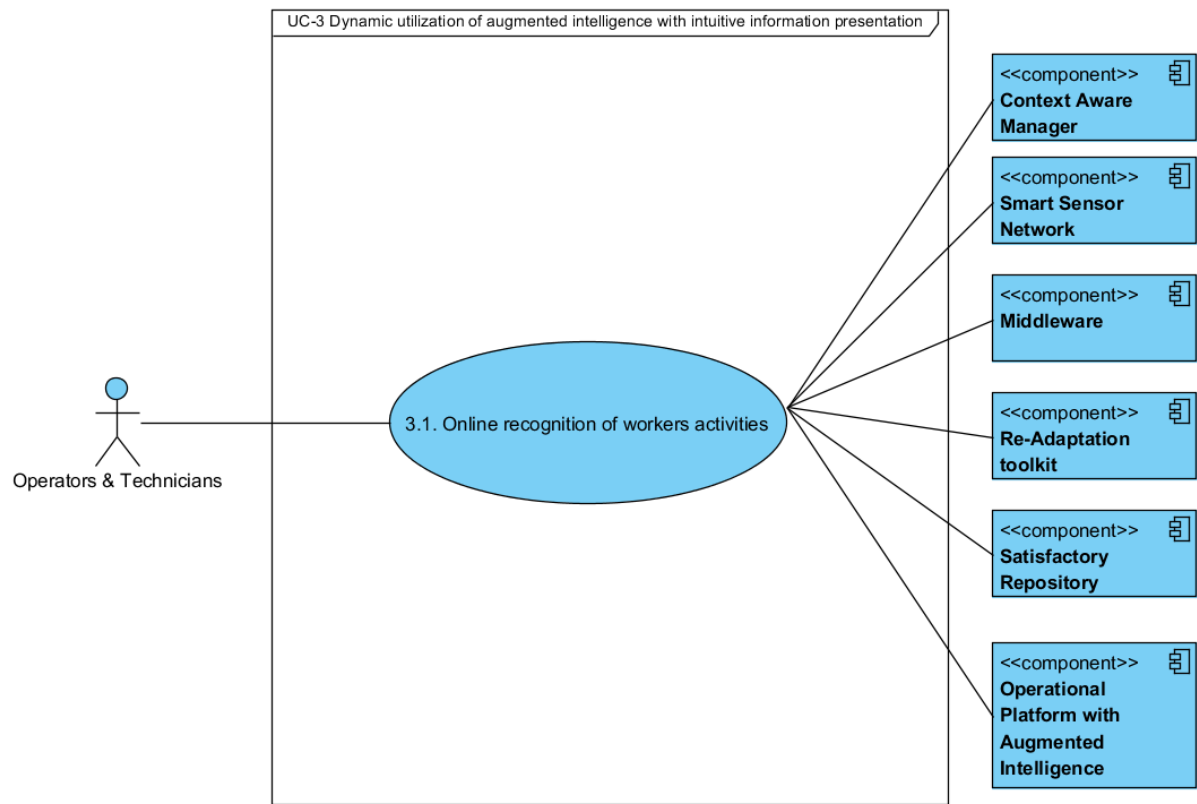 UC-3 Dynamic utilization of augmented intelligence with intuitive information presentation
<<component>>
Context Aware
Manager
<<component>>
Smart Sensor
Network
<<component>>
Middleware
3.1. Online recognition of workers activities
Operators & Technicians
<<component>>
Re-Adaptation
toolkit
<<component>>
Satisfactory
Repository
<<component>>
Operational
Platform with
Augmented
Intelligence